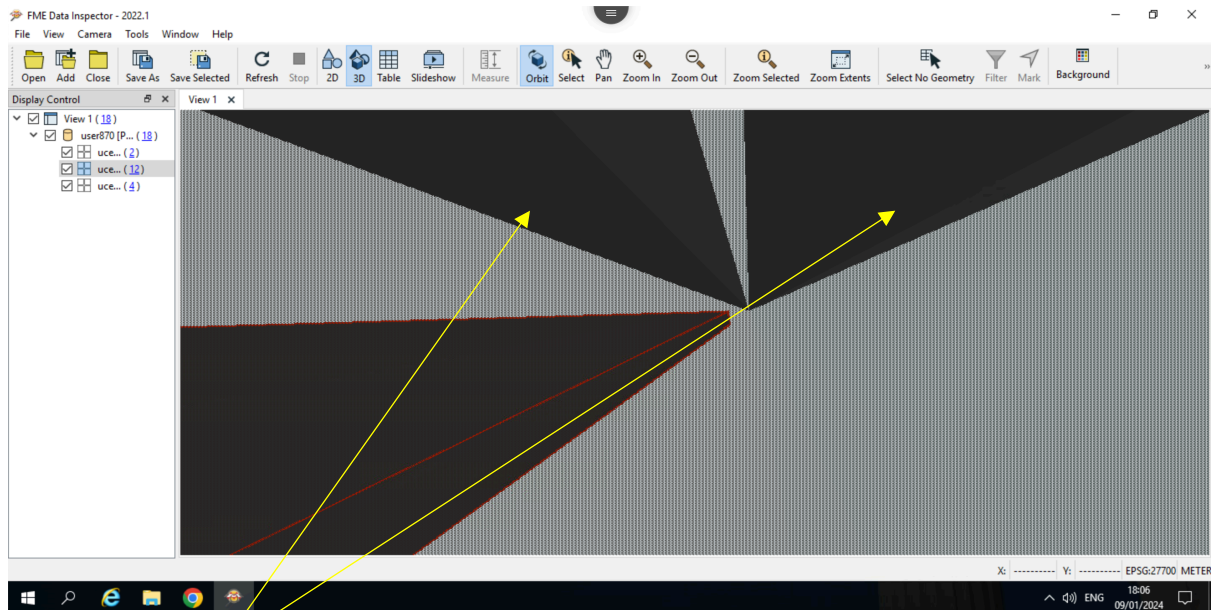 FME Data Inspector - 2022.1
File View Camera Tools Window Help
Open Add Close Save As Save Selected Refresh Stop 2D 3D Table Slideshow Measure Orbit Select Pan Zoom In Zoom Out Zoom Selected Zoom Extents Select No Geometry Filter Mark Background »
Display Control
View 1
View 1 (18)
user870 [P... (18)
uce... (2)
uce... (12)
uce... (4)
X: ---------- Y: ---------- EPSG:27700 METER
ENG
18:06
09/01/2024